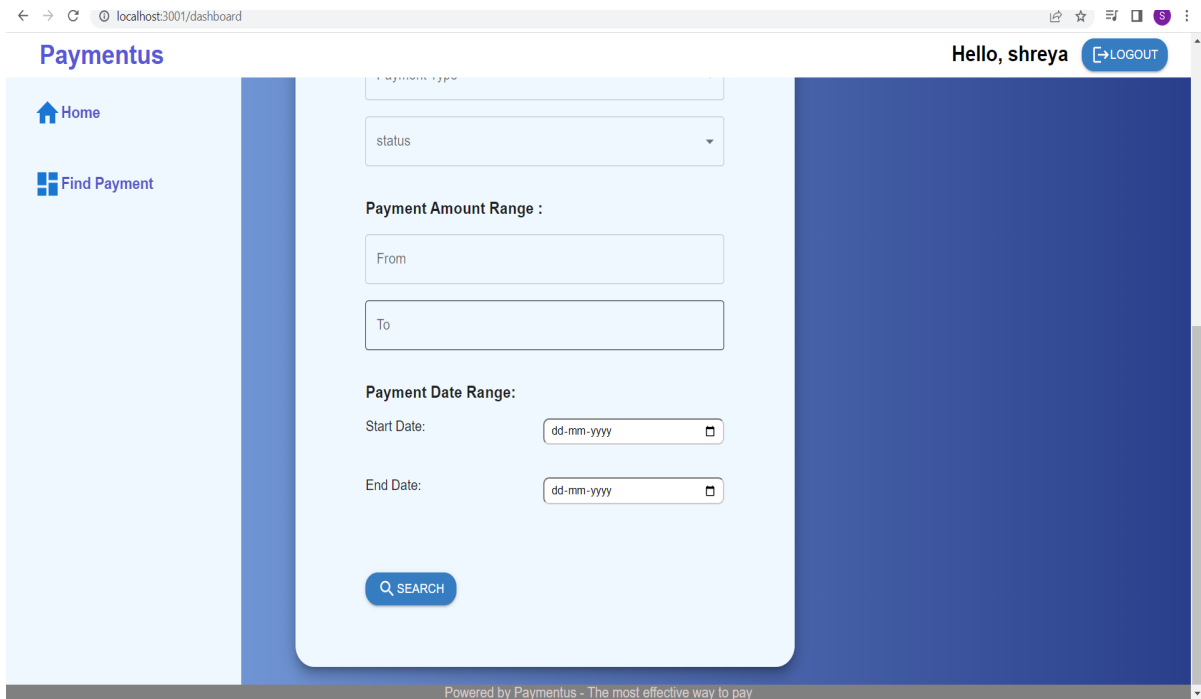 localhost:3001/dashboard
S
Paymentus
Hello, shreya
LOGOUT
Home
Find Payment
Payment Type
status
Payment Amount Range :
From
To
Payment Date Range:
Start Date:
dd-mm-yyyy
End Date:
dd-mm-yyyy
SEARCH
Powered by Paymentus - The most effective way to pay